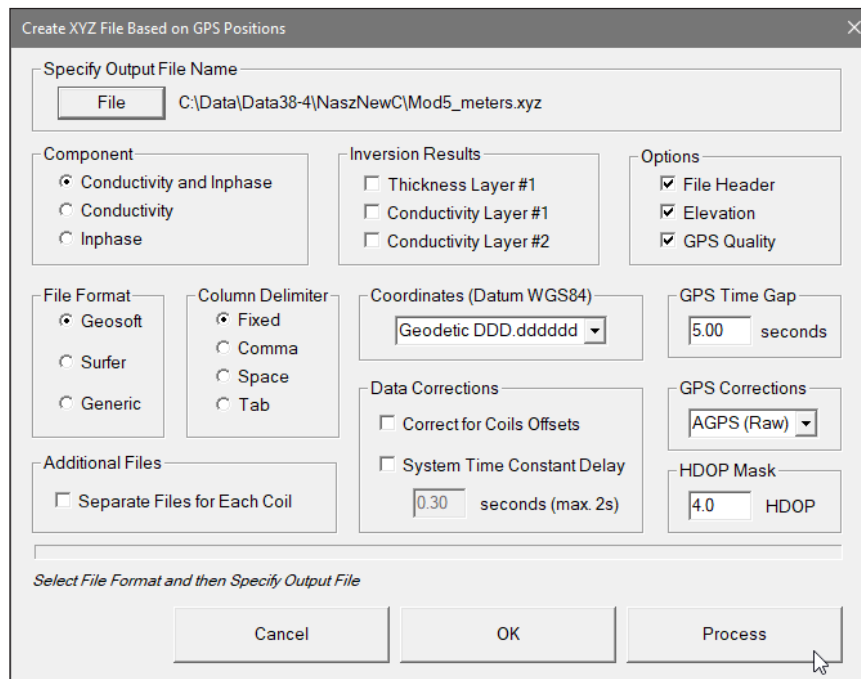 Create XYZ File Based on GPS Positions
Specify Output File Name
File C:\Data\Data38-4\NaszNewC\Mod5_meters.xyz
Component
Conductivity and Inphase
Conductivity
Inphase
Inversion Results
Thickness Layer #1
Conductivity Layer #1
Conductivity Layer #2
Options
File Header
Elevation
GPS Quality
File Format
Geosoft
Surfer
Generic
Column Delimiter
Fixed
Comma
Space
Tab
Coordinates (Datum WGS84)
Geodetic DDD.dddddd
GPS Time Gap
5.00 seconds
Data Corrections
Correct for Coils Offsets
System Time Constant Delay
0.30 seconds (max. 2s)
GPS Corrections
AGPS (Raw)
Additional Files
Separate Files for Each Coil
HDOP Mask
4.0 HDOP
Select File Format and then Specify Output File
Cancel OK Process